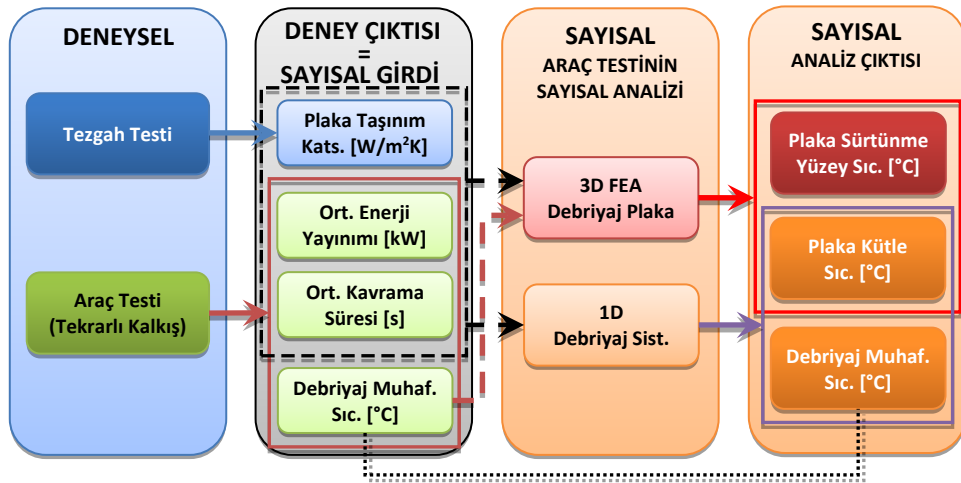 DENEYSEL
Tezgah Testi
Araç Testi
(Tekrarlı Kalkış)
DENEY ÇIKTISI
=
SAYISAL GİRDİ
Plaka Taşınım
Kats. [W/m²K]
Ort. Enerji
Yayınımı [kW]
Ort. Kavrama
Süresi [s]
Debriyaj Muhaf.
Sıc. [°C]
SAYISAL
ARAÇ TESTİNİN
SAYISAL ANALİZİ
3D FEA
Debriyaj Plaka
1D
Debriyaj Sist.
SAYISAL
ANALİZ ÇIKTISI
Plaka Sürtünme
Yüzey Sıc. [°C]
Plaka Kütle
Sıc. [°C]
Debriyaj Muhaf.
Sıc. [°C]